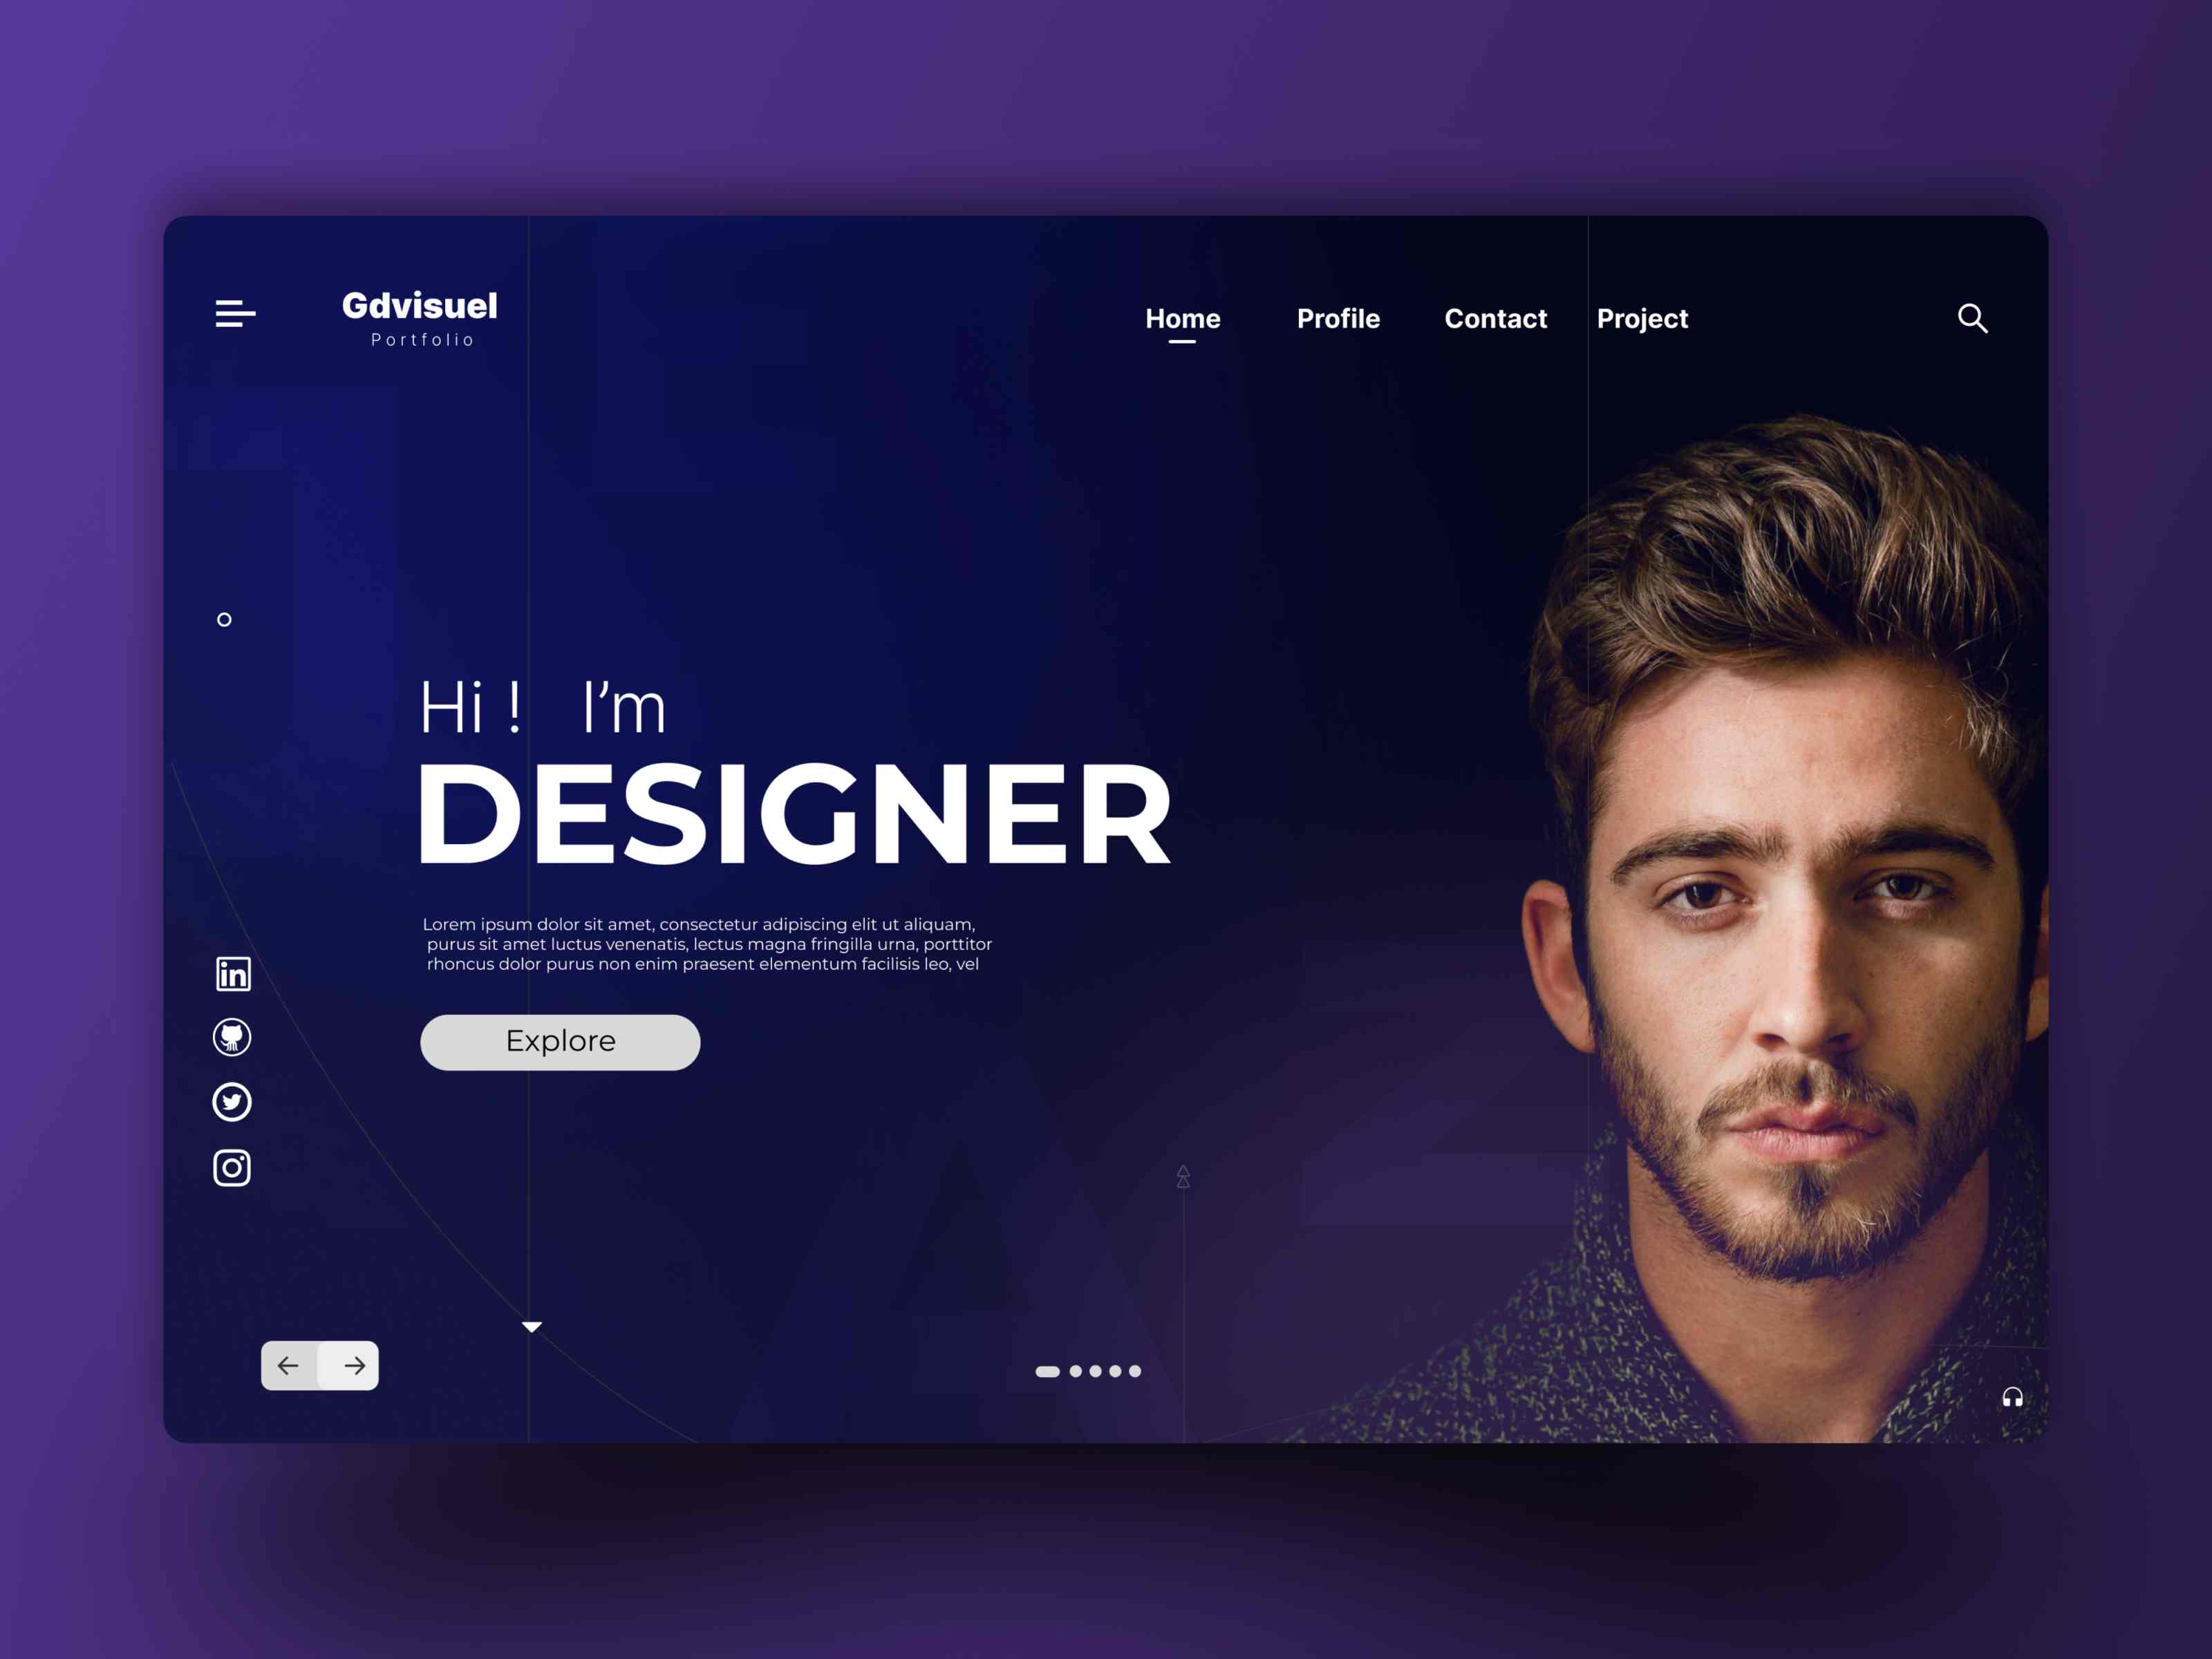 Gdvisuel
Portfolio
Home Profile Contact Project
Hi ! I’m
DESIGNER
Lorem ipsum dolor sit amet, consectetur adipiscing elit ut aliquam,
purus sit amet luctus venenatis, lectus magna fringilla urna, porttitor
rhoncus dolor purus non enim praesent elementum facilisis leo, vel
Explore
in